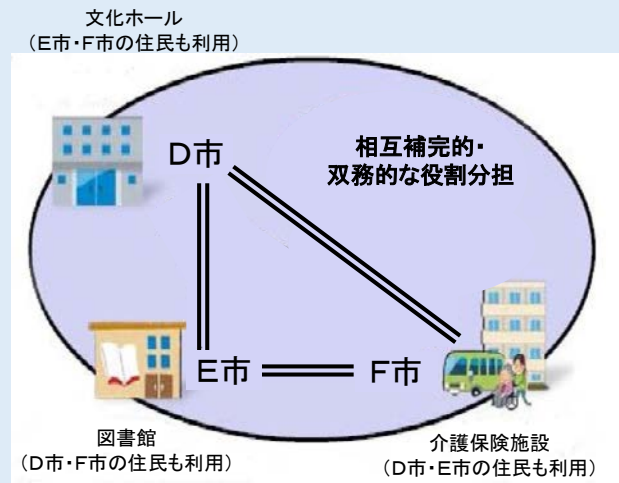 文化ホール
（E市・F市の住民も利用）
D市
相互補完的・
双務的な役割分担
E市
F市
図書館
（D市・F市の住民も利用）
介護保険施設
（D市・E市の住民も利用）